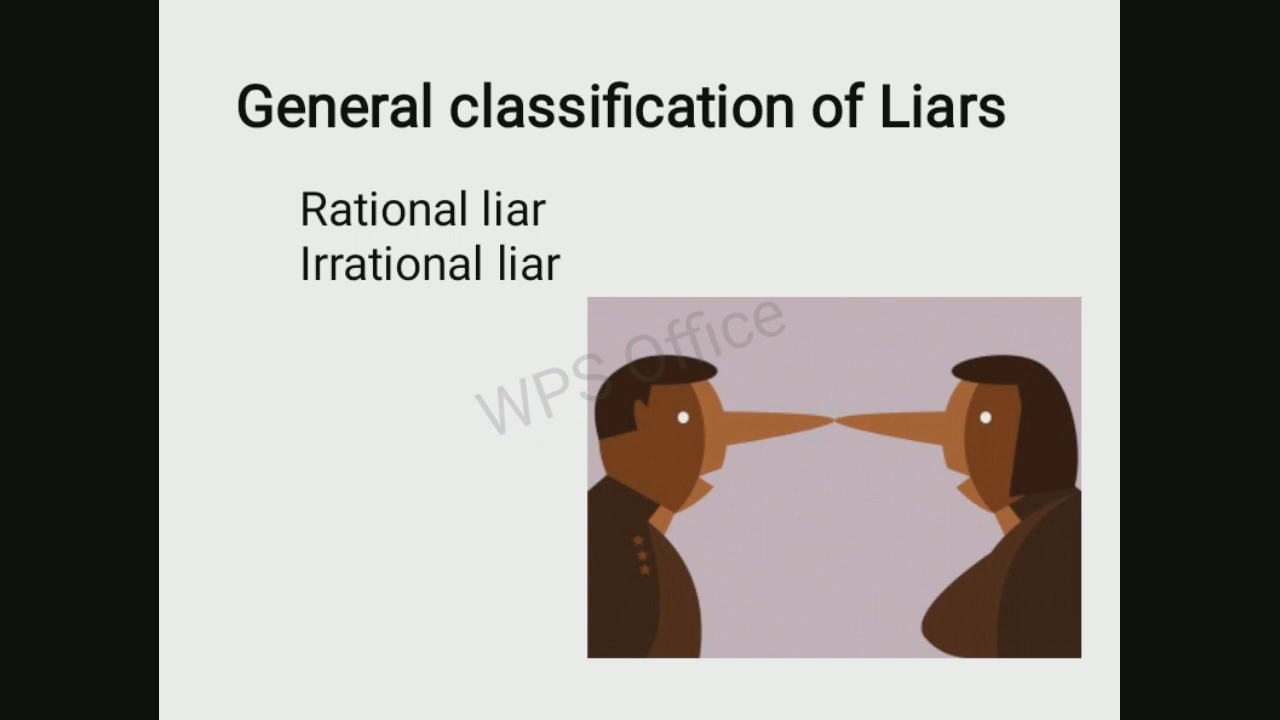 General classification of Liars
Rational liar
Irrational liar
WPS Office